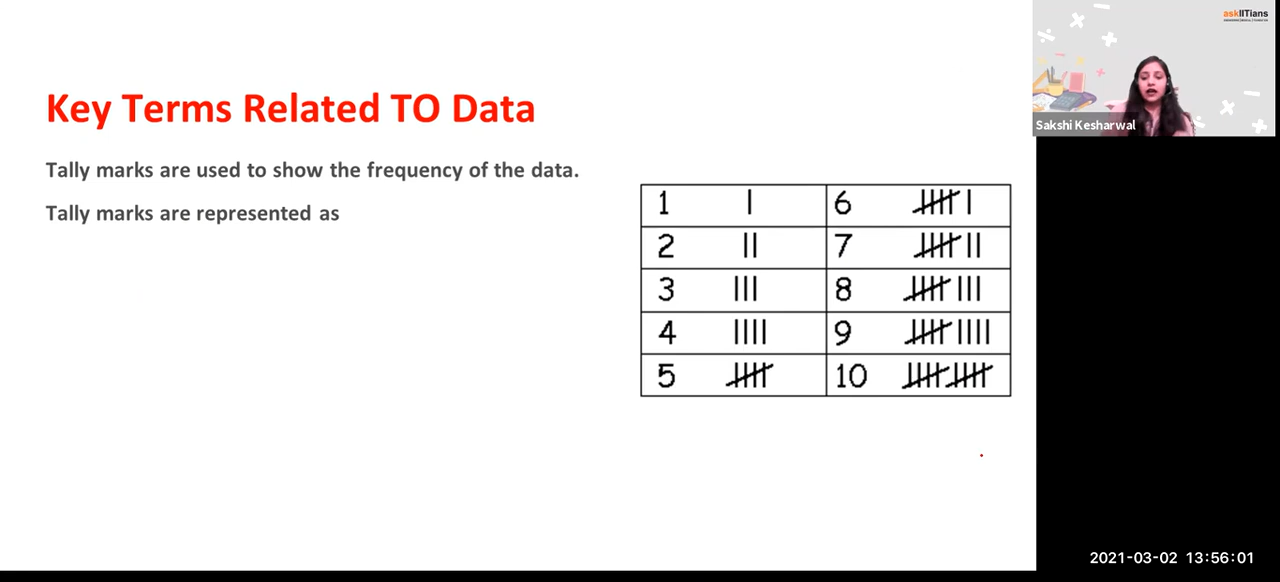 Key Terms Related TO Data
Tally marks are used to show the frequency of the data.
Tally marks are represented as
1 | 6 |||| |
2 || 7 |||| ||
3 ||| 8 |||| |||
4 |||| 9 |||| ||||
5 |||| 10 |||| ||||
askIITians
Sakshi Kesharwal
2021-03-02 13:56:01